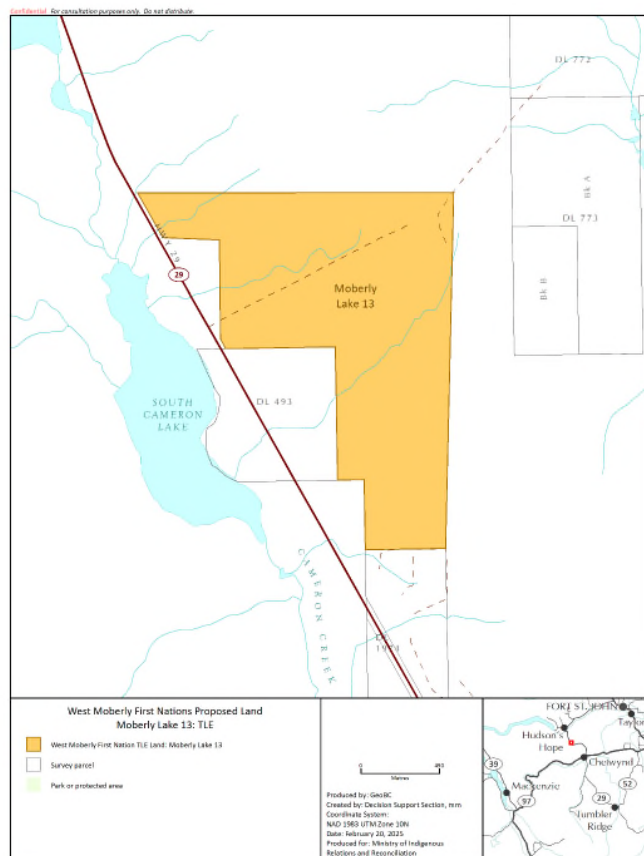 Confidential For consultation purposes only. Do not distribute.
DL 772
Bk A
DL 773
Bk B
HWY 29
29
Moberly
Lake 13
DL 493
SOUTH
CAMERON
LAKE
CAMERON CREEK
West Moberly First Nations Proposed Land
Moberly Lake 13: TLE
West Moberly First Nation TLE Land: Moberly Lake 13
Survey parcel
Park or protected area
0
Metres
Produced by: GeoBC
Created by: Decision Support Section, mm
Coordinate System:
NAD 1983 UTM Zone 10N
Date: February 20, 2025
Produced for: Ministry of Indigenous
Relations and Reconciliation
FORT ST. JOHN
Taylor
Hudson's
Hope
Chetwynd
39
Mackenzie
97
29
52
Tumbler
Ridge